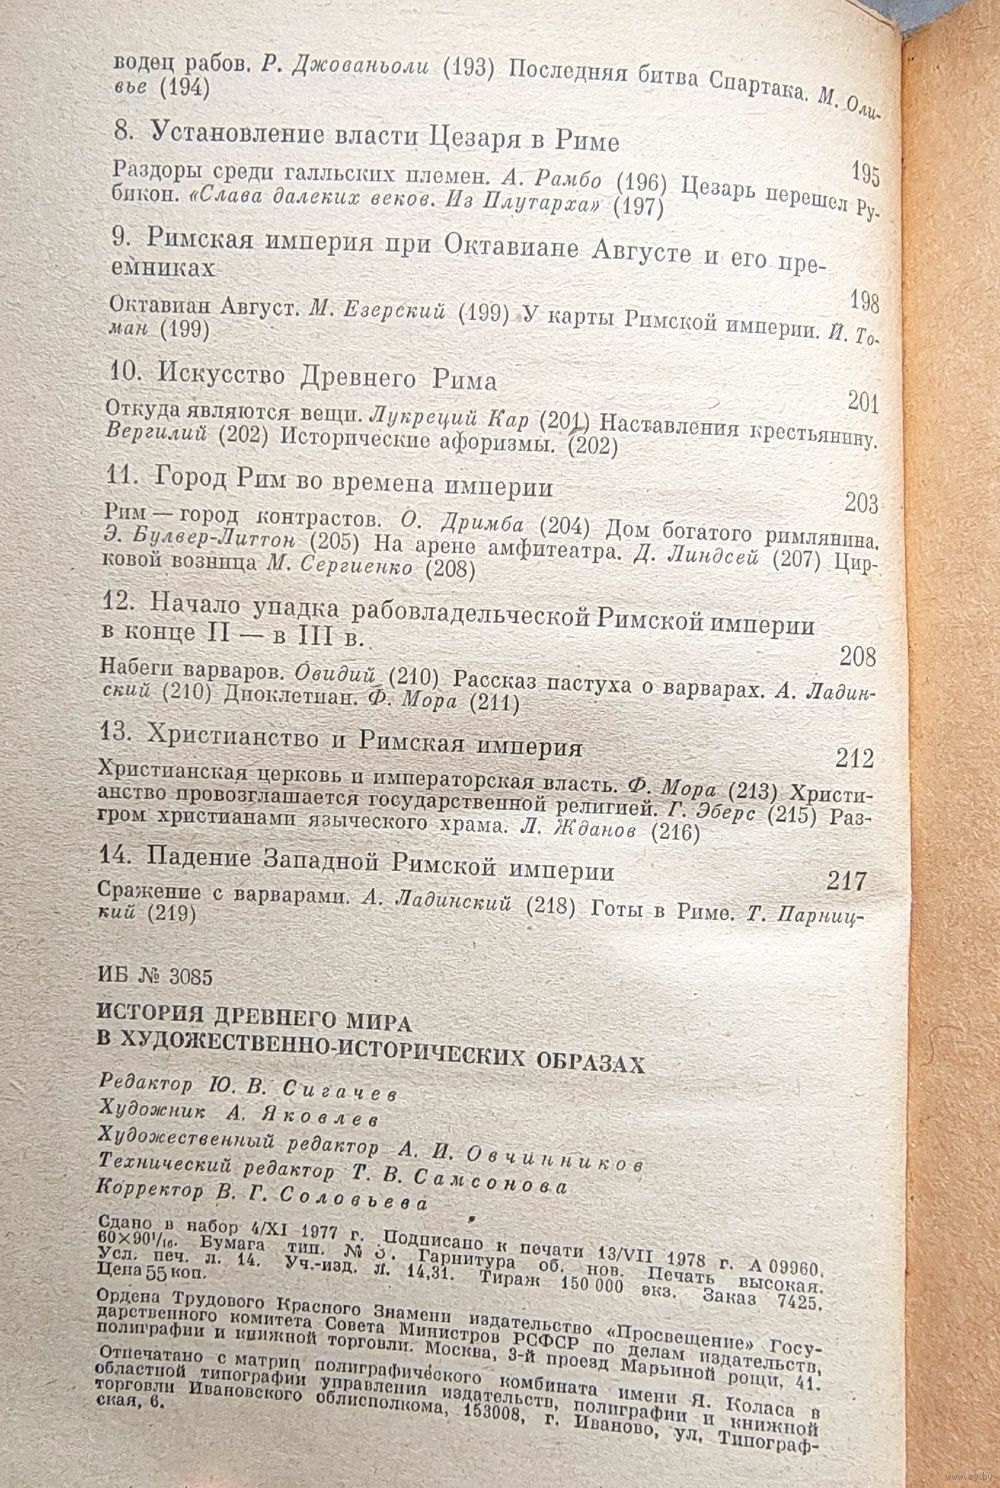 водец рабов. Р. Джованьоли (193) Последняя битва Спартака. М. Оли-
вье (194)
8. Установление власти Цезаря в Риме 195
Раздоры среди галльских племен. А. Рамбо (196) Цезарь перешел Ру-
бикон. «Слава далеких веков. Из Плутарха» (197)
9. Римская империя при Октавиане Августе и его пре-
емниках 198
Октавиан Август. М. Езерский (199) У карты Римской империи. Й. То-
ман (199)
10. Искусство Древнего Рима 201
Откуда являются вещи. Лукреций Кар (201) Наставления крестьянину.
Вергилий (202) Исторические афоризмы. (202)
11. Город Рим во времена империи 203
Рим — город контрастов. О. Дримба (204) Дом богатого римлянина.
Э. Булвер-Литтон (205) На арене амфитеатра. Д. Линдсей (207) Цир-
ковой возница М. Сергиенко (208)
12. Начало упадка рабовладельческой Римской империи
в конце II — в III в. 208
Набеги варваров. Овидий (210) Рассказ пастуха о варварах. А. Ладин-
ский (210) Диоклетиан. Ф. Мора (211)
13. Христианство и Римская империя 212
Христианская церковь и императорская власть. Ф. Мора (213) Христи-
анство провозглашается государственной религией. Г. Эберс (215) Раз-
гром христианами языческого храма. Л. Жданов (216)
14. Падение Западной Римской империи 217
Сражение с варварами. А. Ладинский (218) Готы в Риме. Т. Парниц-
кий (219)
ИБ № 3085
ИСТОРИЯ ДРЕВНЕГО МИРА
В ХУДОЖЕСТВЕННО-ИСТОРИЧЕСКИХ ОБРАЗАХ
Редактор Ю. В. Сигачев
Художник А. Яковлев
Художественный редактор А. И. Овчинников
Технический редактор Т. В. Самсонова
Корректор В. Г. Соловьева
Сдано в набор 4/XI 1977 г. Подписано к печати 13/VII 1978 г. А 09960.
60×90¹/₁₆. Бумага тип. № 3. Гарнитура об. нов. Печать высокая.
Усл. печ. л. 14. Уч.-изд. л. 14,31. Тираж 150 000 экз. Заказ 7425.
Цена 55 коп.
Ордена Трудового Красного Знамени издательство «Просвещение» Госу-
дарственного комитета Совета Министров РСФСР по делам издательств,
полиграфии и книжной торговли. Москва, 3-й проезд Марьиной рощи, 41.
Отпечатано с матриц полиграфического комбината имени Я. Коласа в
областной типографии управления издательств, полиграфии и книжной
торговли Ивановского облисполкома, 153008, г. Иваново, ул. Типограф-
ская, 6.
www.ay.by